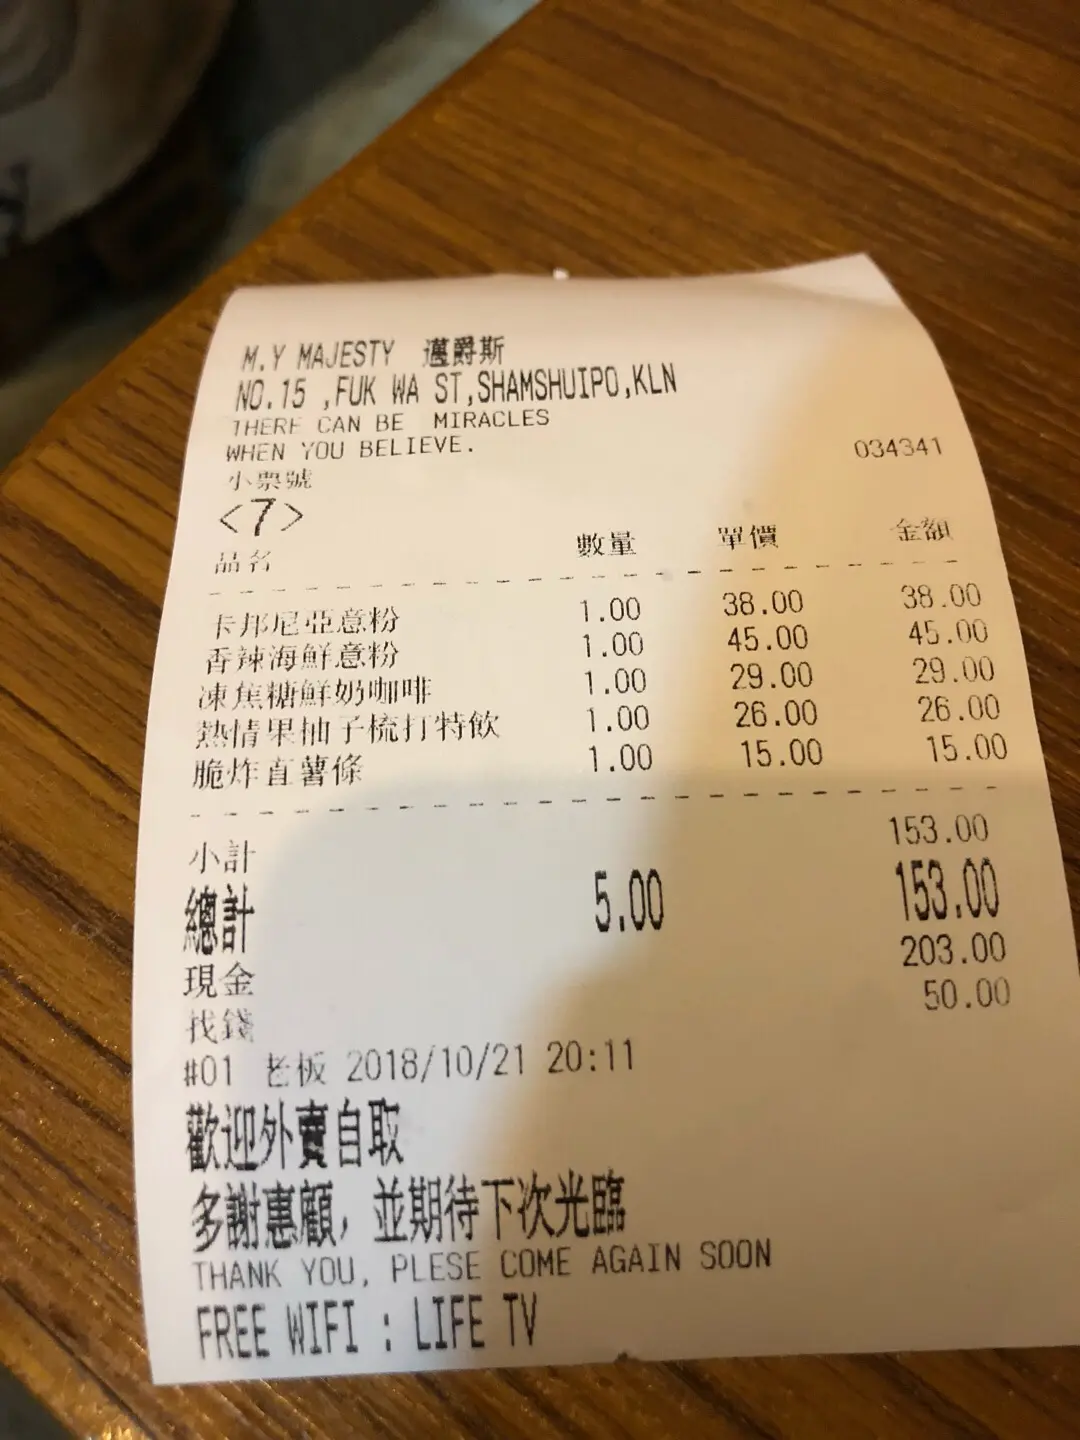 M.Y MAJESTY 邁爵斯
NO.15 ,FUK WA ST,SHAMSHUIPO,KLN
THERE CAN BE MIRACLES
WHEN YOU BELIEVE.
034341
小票號
<7>
品名 數量 單價 金額
卡邦尼亞意粉 1.00 38.00 38.00
香辣海鮮意粉 1.00 45.00 45.00
凍焦糖鮮奶咖啡 1.00 29.00 29.00
熱情果柚子梳打特飲 1.00 26.00 26.00
脆炸直薯條 1.00 15.00 15.00
小計 153.00
總計 5.00 153.00
現金 203.00
找錢 50.00
#01 老板 2018/10/21 20:11
歡迎外賣自取
多謝惠顧，並期待下次光臨
THANK YOU, PLESE COME AGAIN SOON
FREE WIFI : LIFE TV